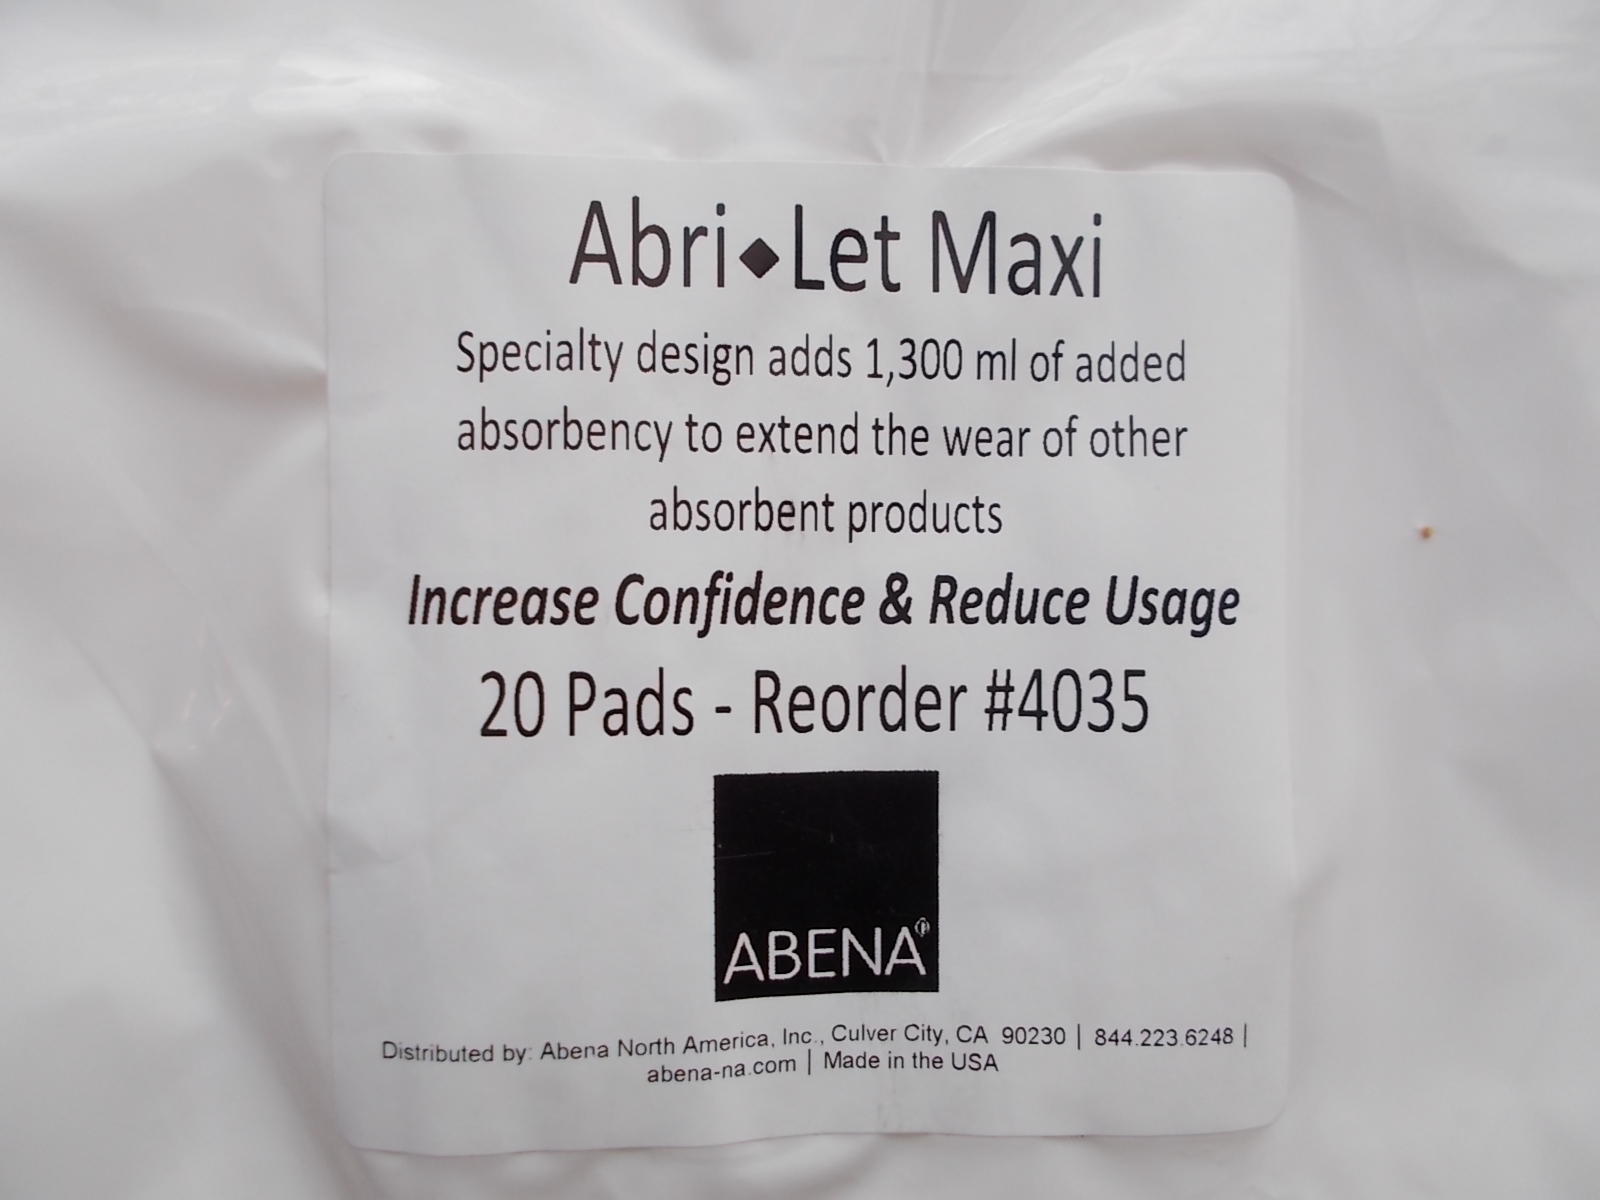 Abri◆Let Maxi
Specialty design adds 1,300 ml of added
absorbency to extend the wear of other
absorbent products
Increase Confidence & Reduce Usage
20 Pads - Reorder #4035
ABENA®
Distributed by: Abena North America, Inc., Culver City, CA 90230 | 844.223.6248 |
abena-na.com | Made in the USA